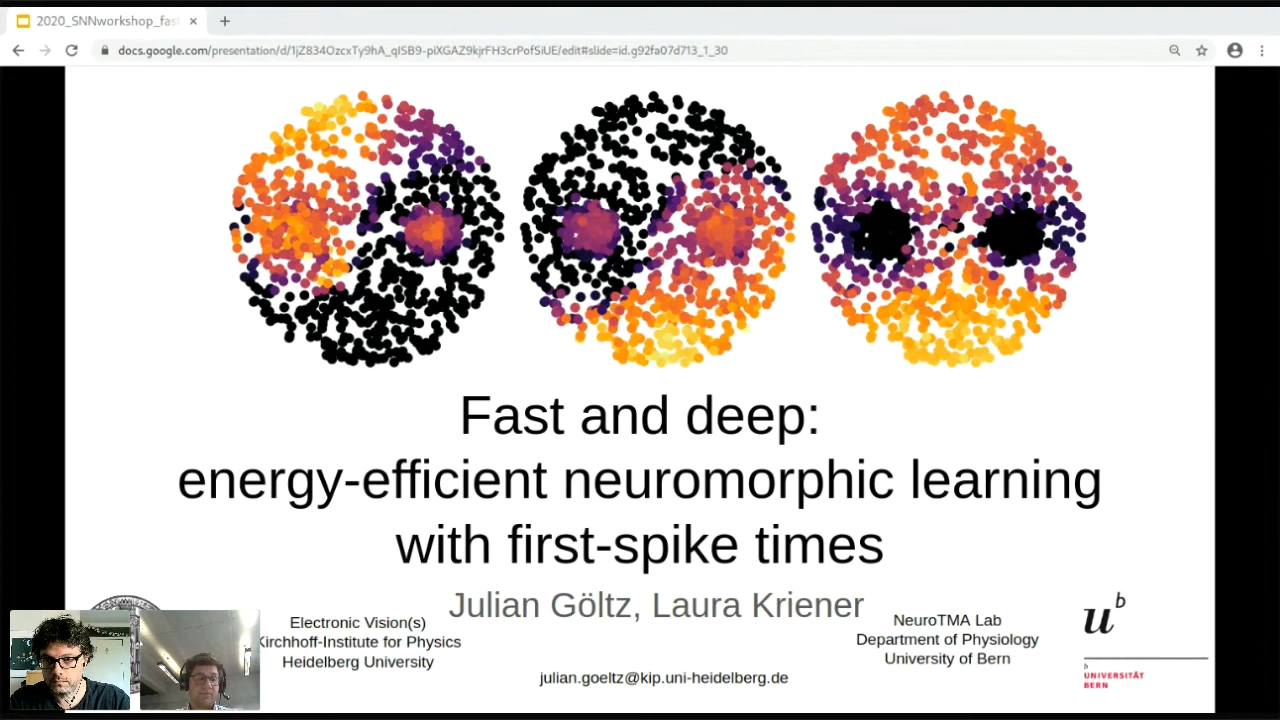 2020_SNNworkshop_fas
docs.google.com/presentation/d/1jZ834OzcxTy9hA_qISB9-piXGAZ9kjrFH3crPofSiUE/edit#slide=id.g92fa07d713_1_30
Fast and deep:
energy-efficient neuromorphic learning
with first-spike times
Julian Göltz, Laura Kriener
Electronic Vision(s)
Kirchhoff-Institute for Physics
Heidelberg University
julian.goeltz@kip.uni-heidelberg.de
NeuroTMA Lab
Department of Physiology
University of Bern
u b
b
UNIVERSITÄT
BERN